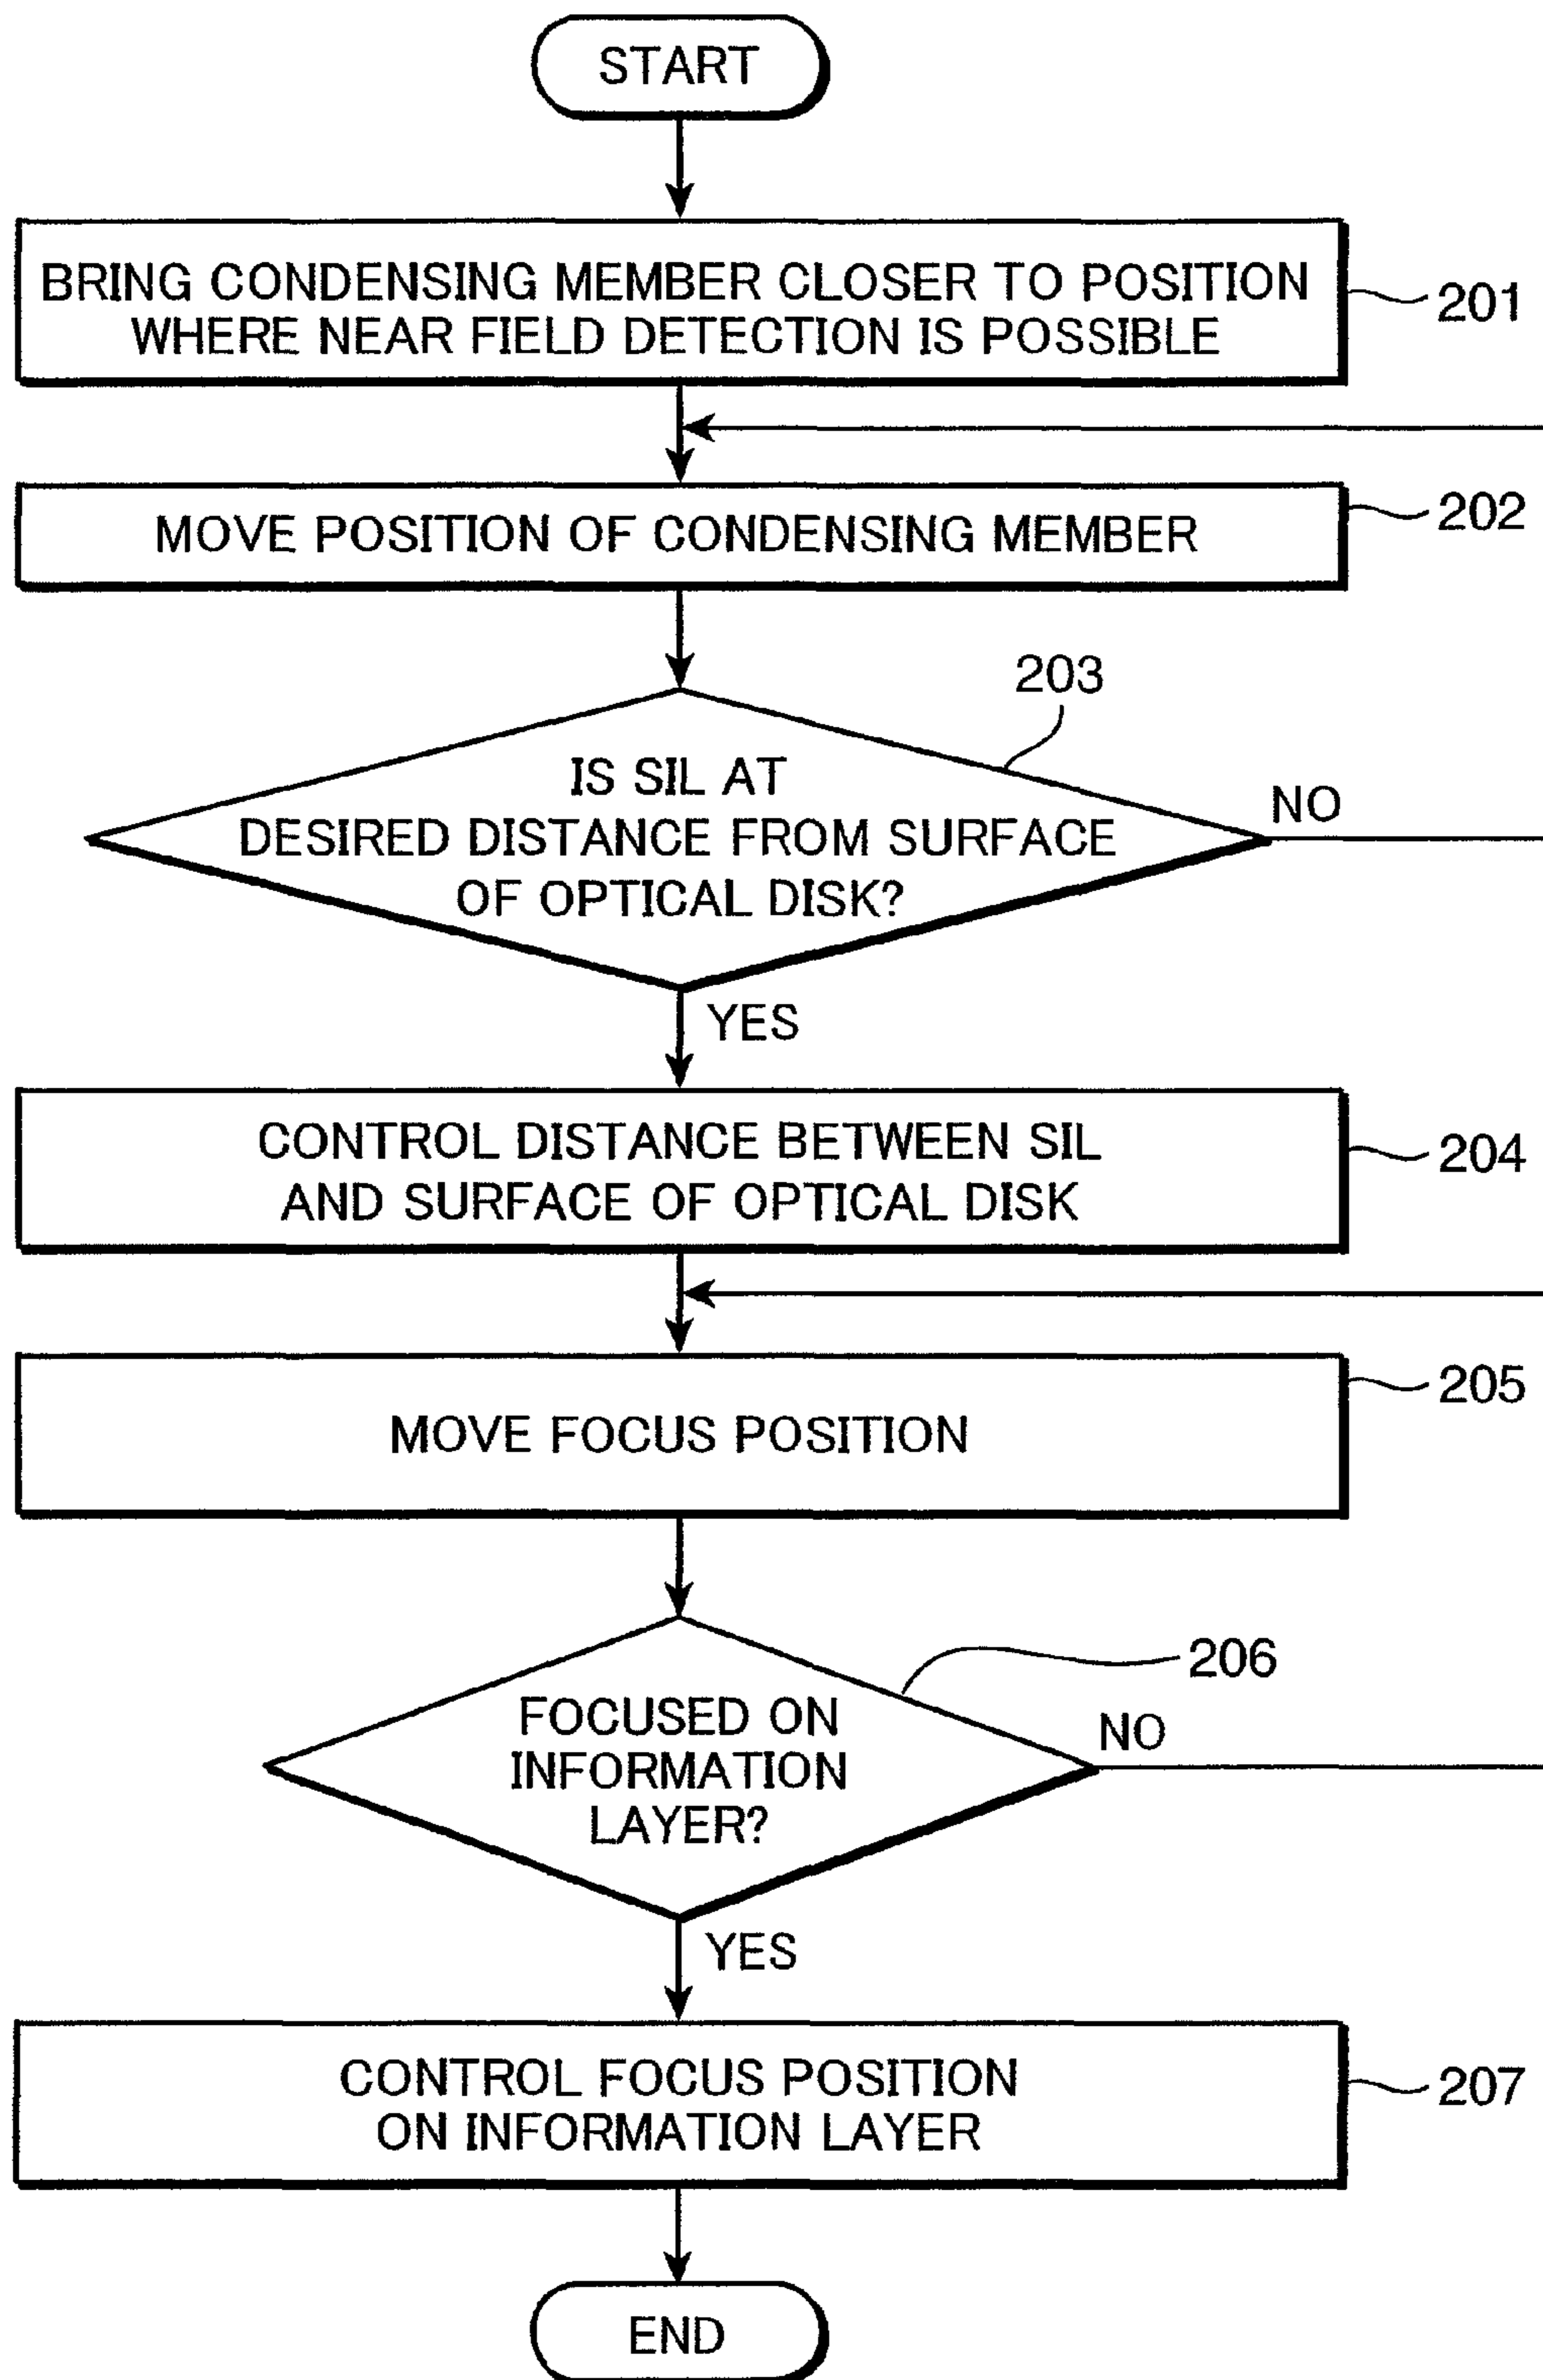 START
BRING CONDENSING MEMBER CLOSER TO POSITION
WHERE NEAR FIELD DETECTION IS POSSIBLE
201
MOVE POSITION OF CONDENSING MEMBER
202
203
IS SIL AT
DESIRED DISTANCE FROM SURFACE
OF OPTICAL DISK?
NO
YES
CONTROL DISTANCE BETWEEN SIL
AND SURFACE OF OPTICAL DISK
204
MOVE FOCUS POSITION
205
206
FOCUSED ON
INFORMATION
LAYER?
NO
YES
CONTROL FOCUS POSITION
ON INFORMATION LAYER
207
END